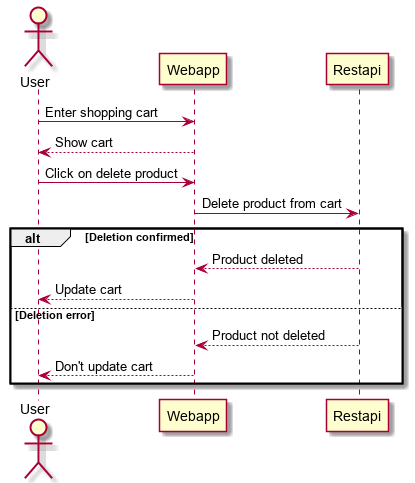 User
Webapp
Restapi
Enter shopping cart
Show cart
Click on delete product
Delete product from cart
alt [Deletion confirmed]
Product deleted
Update cart
[Deletion error]
Product not deleted
Don't update cart
User
Webapp
Restapi